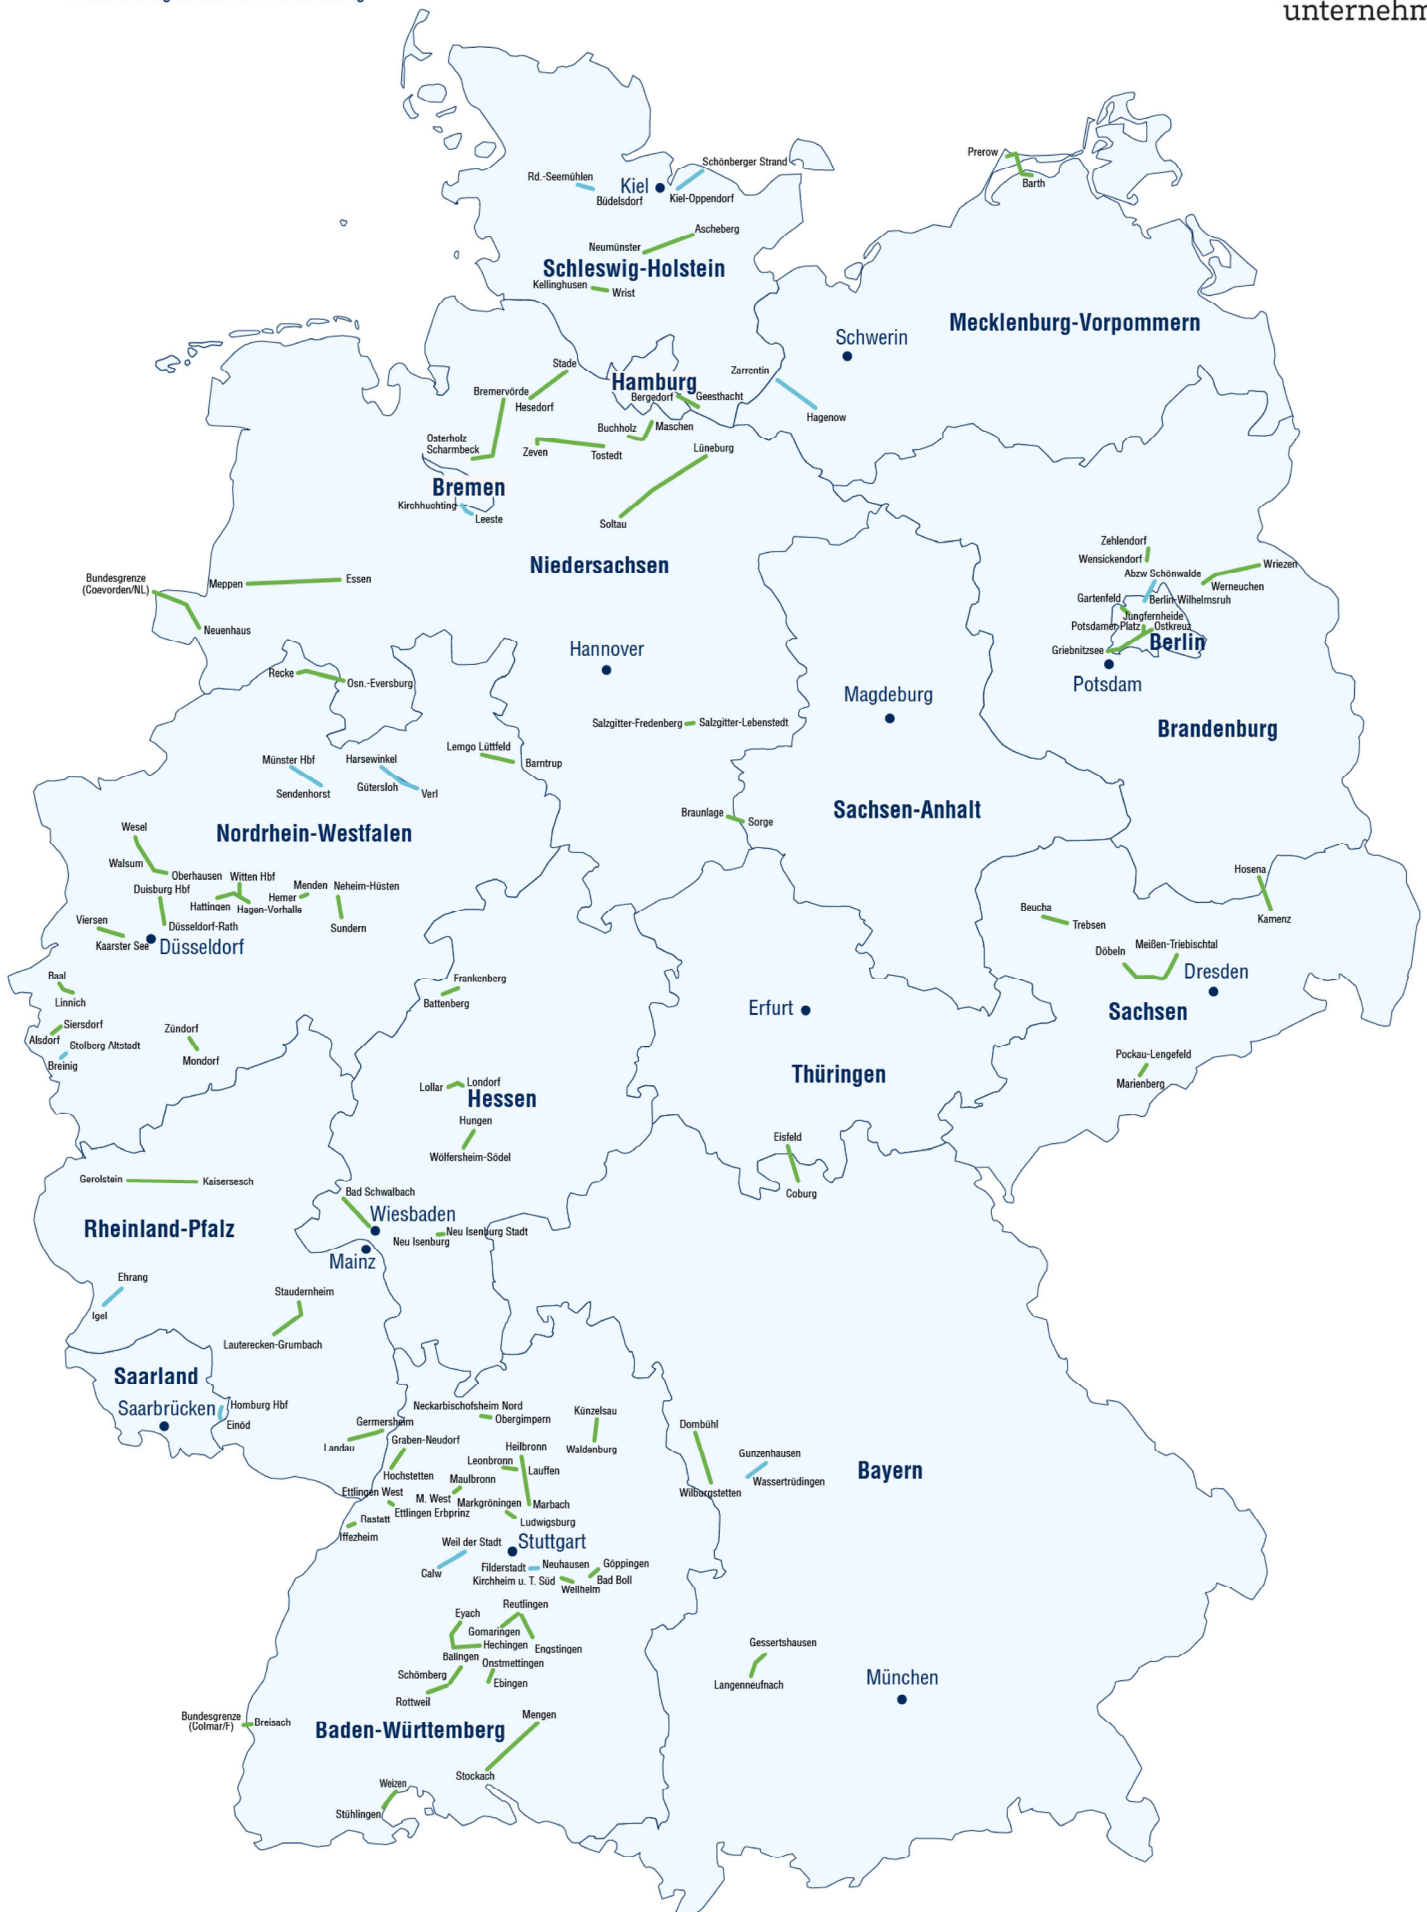 unternehm
Prerow
Barth
Schönberger Strand
Rd.-Seemühlen
Kiel
Büdelsdorf
Kiel-Oppendorf
Ascheberg
Neumünster
Schleswig-Holstein
Kellinghusen
Wrist
Mecklenburg-Vorpommern
Schwerin
Stade
Zarrentin
Hamburg
Bremervörde
Bergedorf
Geesthacht
Hesedorf
Hagenow
Buchholz
Maschen
Osterholz
Scharmbeck
Zeven
Tostedt
Lüneburg
Bremen
Kirchhuchting
Leeste
Soltau
Zehlendorf
Wensickendorf
Wriezen
Niedersachsen
Abzw Schönwalde
Bundesgrenze
(Coevorden/NL)
Meppen
Essen
Werneuchen
Gartenfeld
Berlin-Wilhelmsruh
Jungfernheide
Neuenhaus
Potsdamer Platz
Ostkreuz
Berlin
Griebnitzsee
Hannover
Recke
Osn.-Eversburg
Potsdam
Magdeburg
Salzgitter-Fredenberg
Salzgitter-Lebenstedt
Brandenburg
Lemgo Lüttfeld
Münster Hbf
Harsewinkel
Barntrup
Gütersloh
Sendenhorst
Verl
Sachsen-Anhalt
Braunlage
Sorge
Wesel
Nordrhein-Westfalen
Walsum
Oberhausen
Witten Hbf
Hosena
Duisburg Hbf
Menden
Neheim-Hüsten
Hemer
Hattingen
Hagen-Vorhalle
Beucha
Viersen
Düsseldorf-Rath
Sundern
Trebsen
Kamenz
Kaarster See
Düsseldorf
Döbeln
Meißen-Triebischtal
Dresden
Baal
Frankenberg
Linnich
Battenberg
Erfurt
Sachsen
Siersdorf
Zündorf
Alsdorf
Stolberg Altstadt
Breinig
Mondorf
Pockau-Lengefeld
Thüringen
Marienberg
Lollar
Londorf
Hessen
Hungen
Eisfeld
Wölfersheim-Södel
Gerolstein
Kaisersesch
Coburg
Bad Schwalbach
Wiesbaden
Rheinland-Pfalz
Neu Isenburg Stadt
Neu Isenburg
Mainz
Ehrang
Staudernheim
Igel
Lauterecken-Grumbach
Saarland
Saarbrücken
Homburg Hbf
Einöd
Neckarbischofsheim Nord
Obergimpern
Künzelsau
Germersheim
Dombühl
Landau
Graben-Neudorf
Heilbronn
Waldenburg
Gunzenhausen
Leonbronn
Lauffen
Hochstetten
Maulbronn
Bayern
Wassertrüdingen
Ettlingen West
M. West
Markgröningen
Marbach
Wilburgstetten
Ettlingen Erbprinz
Rastatt
Ludwigsburg
Iffezheim
Weil der Stadt
Stuttgart
Calw
Filderstadt
Neuhausen
Göppingen
Kirchheim u. T. Süd
Weilheim
Bad Boll
Reutlingen
Eyach
Gomaringen
Hechingen
Engstingen
Balingen
Onstmettingen
Gessertshausen
Schömberg
Ebingen
Langenneufnach
München
Rottweil
Bundesgrenze
(Colmar/F)
Breisach
Mengen
Baden-Württemberg
Stockach
Weizen
Stühlingen